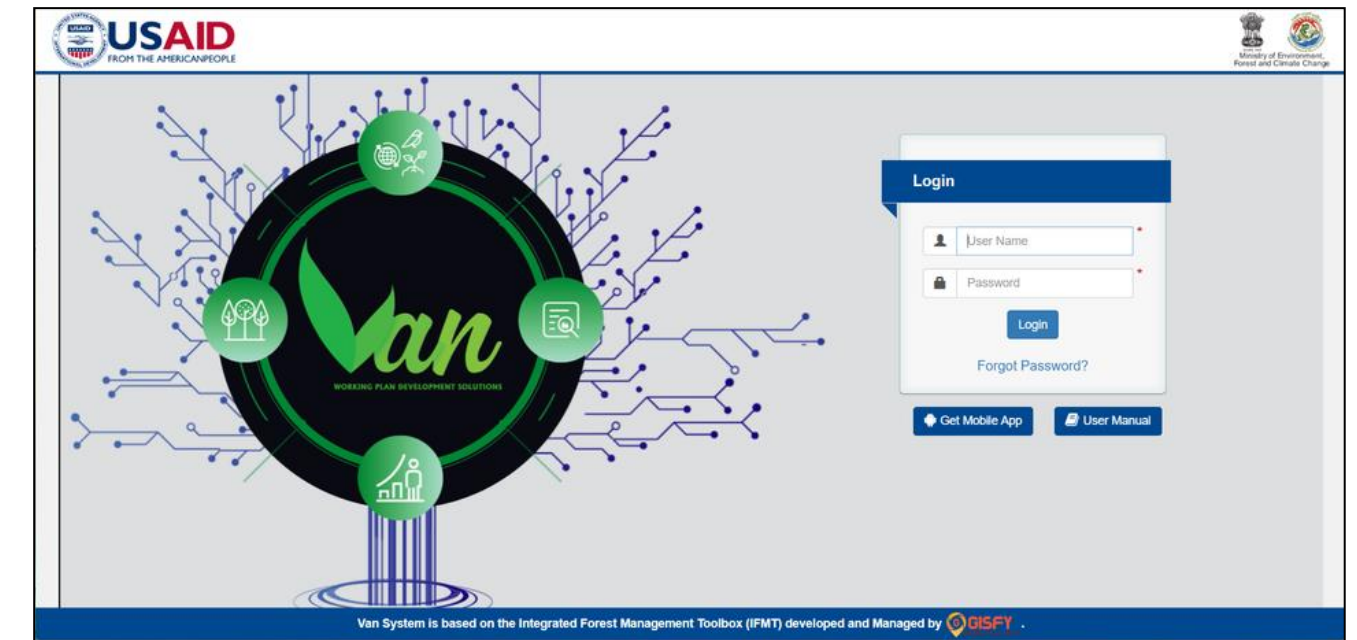 USAID
FROM THE AMERICANPEOPLE
Ministry of Environment,
Forest and Climate Change
Van
WORKING PLAN DEVELOPMENT SOLUTIONS
Login
User Name *
Password *
Login
Forgot Password?
Get Mobile App
User Manual
Van System is based on the Integrated Forest Management Toolbox (IFMT) developed and Managed by GISFY .